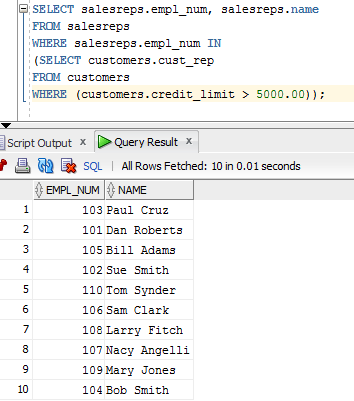 SELECT salesreps.empl_num, salesreps.name
FROM salesreps
WHERE salesreps.empl_num IN
(SELECT customers.cust_rep
FROM customers
WHERE (customers.credit_limit > 5000.00));
Script Output x Query Result x
SQL | All Rows Fetched: 10 in 0.01 seconds
EMPL_NUM NAME
1 103 Paul Cruz
2 101 Dan Roberts
3 105 Bill Adams
4 102 Sue Smith
5 110 Tom Synder
6 106 Sam Clark
7 108 Larry Fitch
8 107 Nacy Angelli
9 109 Mary Jones
10 104 Bob Smith